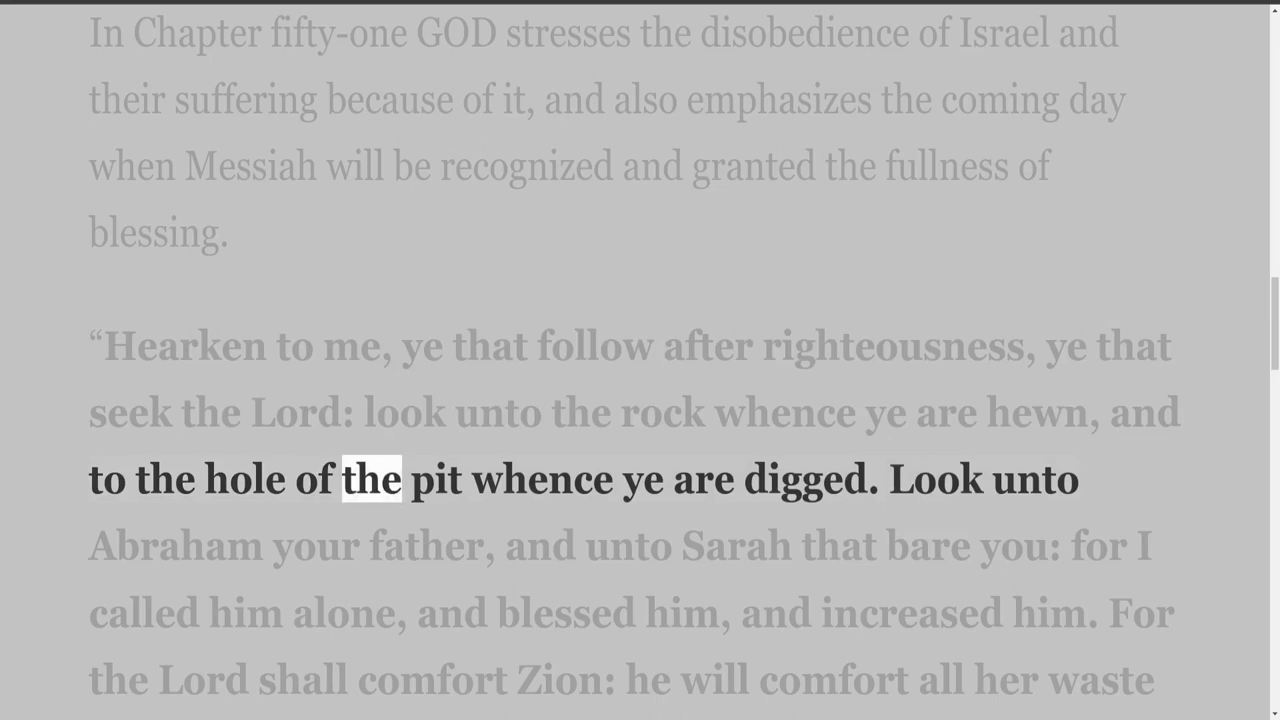 In Chapter fifty-one GOD stresses the disobedience of Israel and
their suffering because of it, and also emphasizes the coming day
when Messiah will be recognized and granted the fullness of
blessing.
“Hearken to me, ye that follow after righteousness, ye that
seek the Lord: look unto the rock whence ye are hewn, and
to the hole of the pit whence ye are digged. Look unto
Abraham your father, and unto Sarah that bare you: for I
called him alone, and blessed him, and increased him. For
the Lord shall comfort Zion: he will comfort all her waste